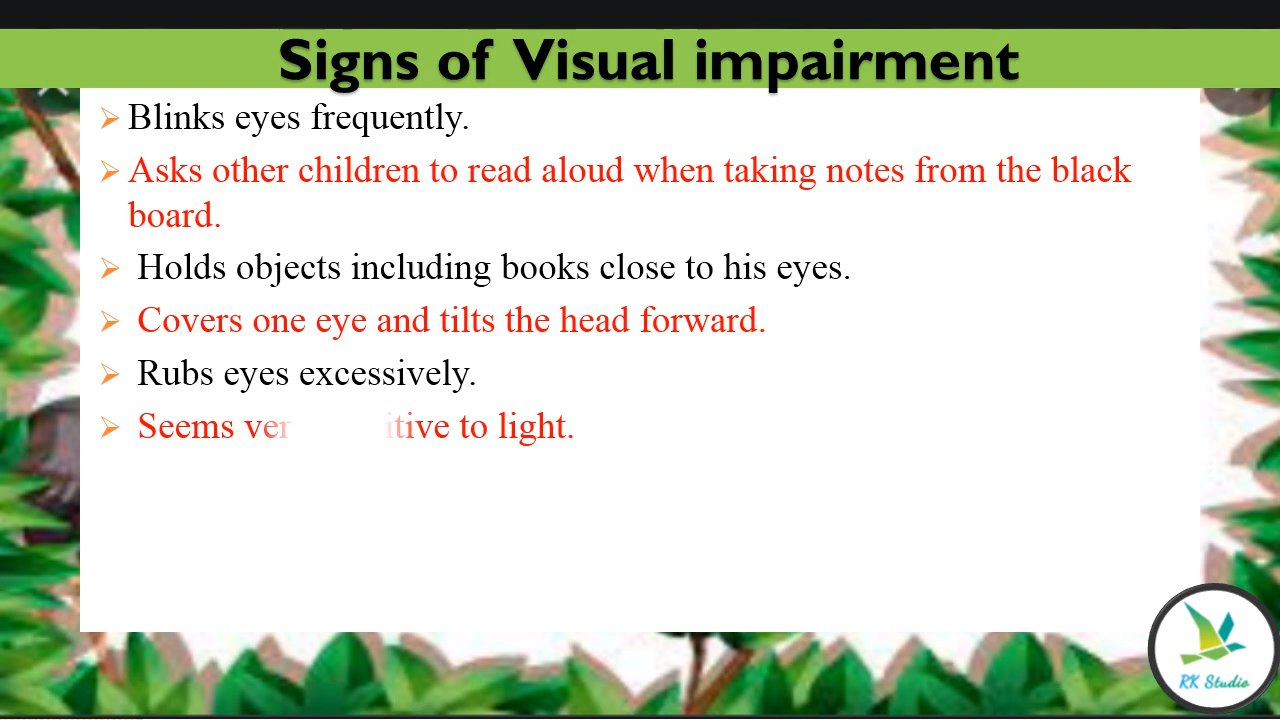 Signs of Visual impairment
➢ Blinks eyes frequently.
➢ Asks other children to read aloud when taking notes from the black
board.
➢ Holds objects including books close to his eyes.
➢ Covers one eye and tilts the head forward.
➢ Rubs eyes excessively.
➢ Seems to light.
RK Studio